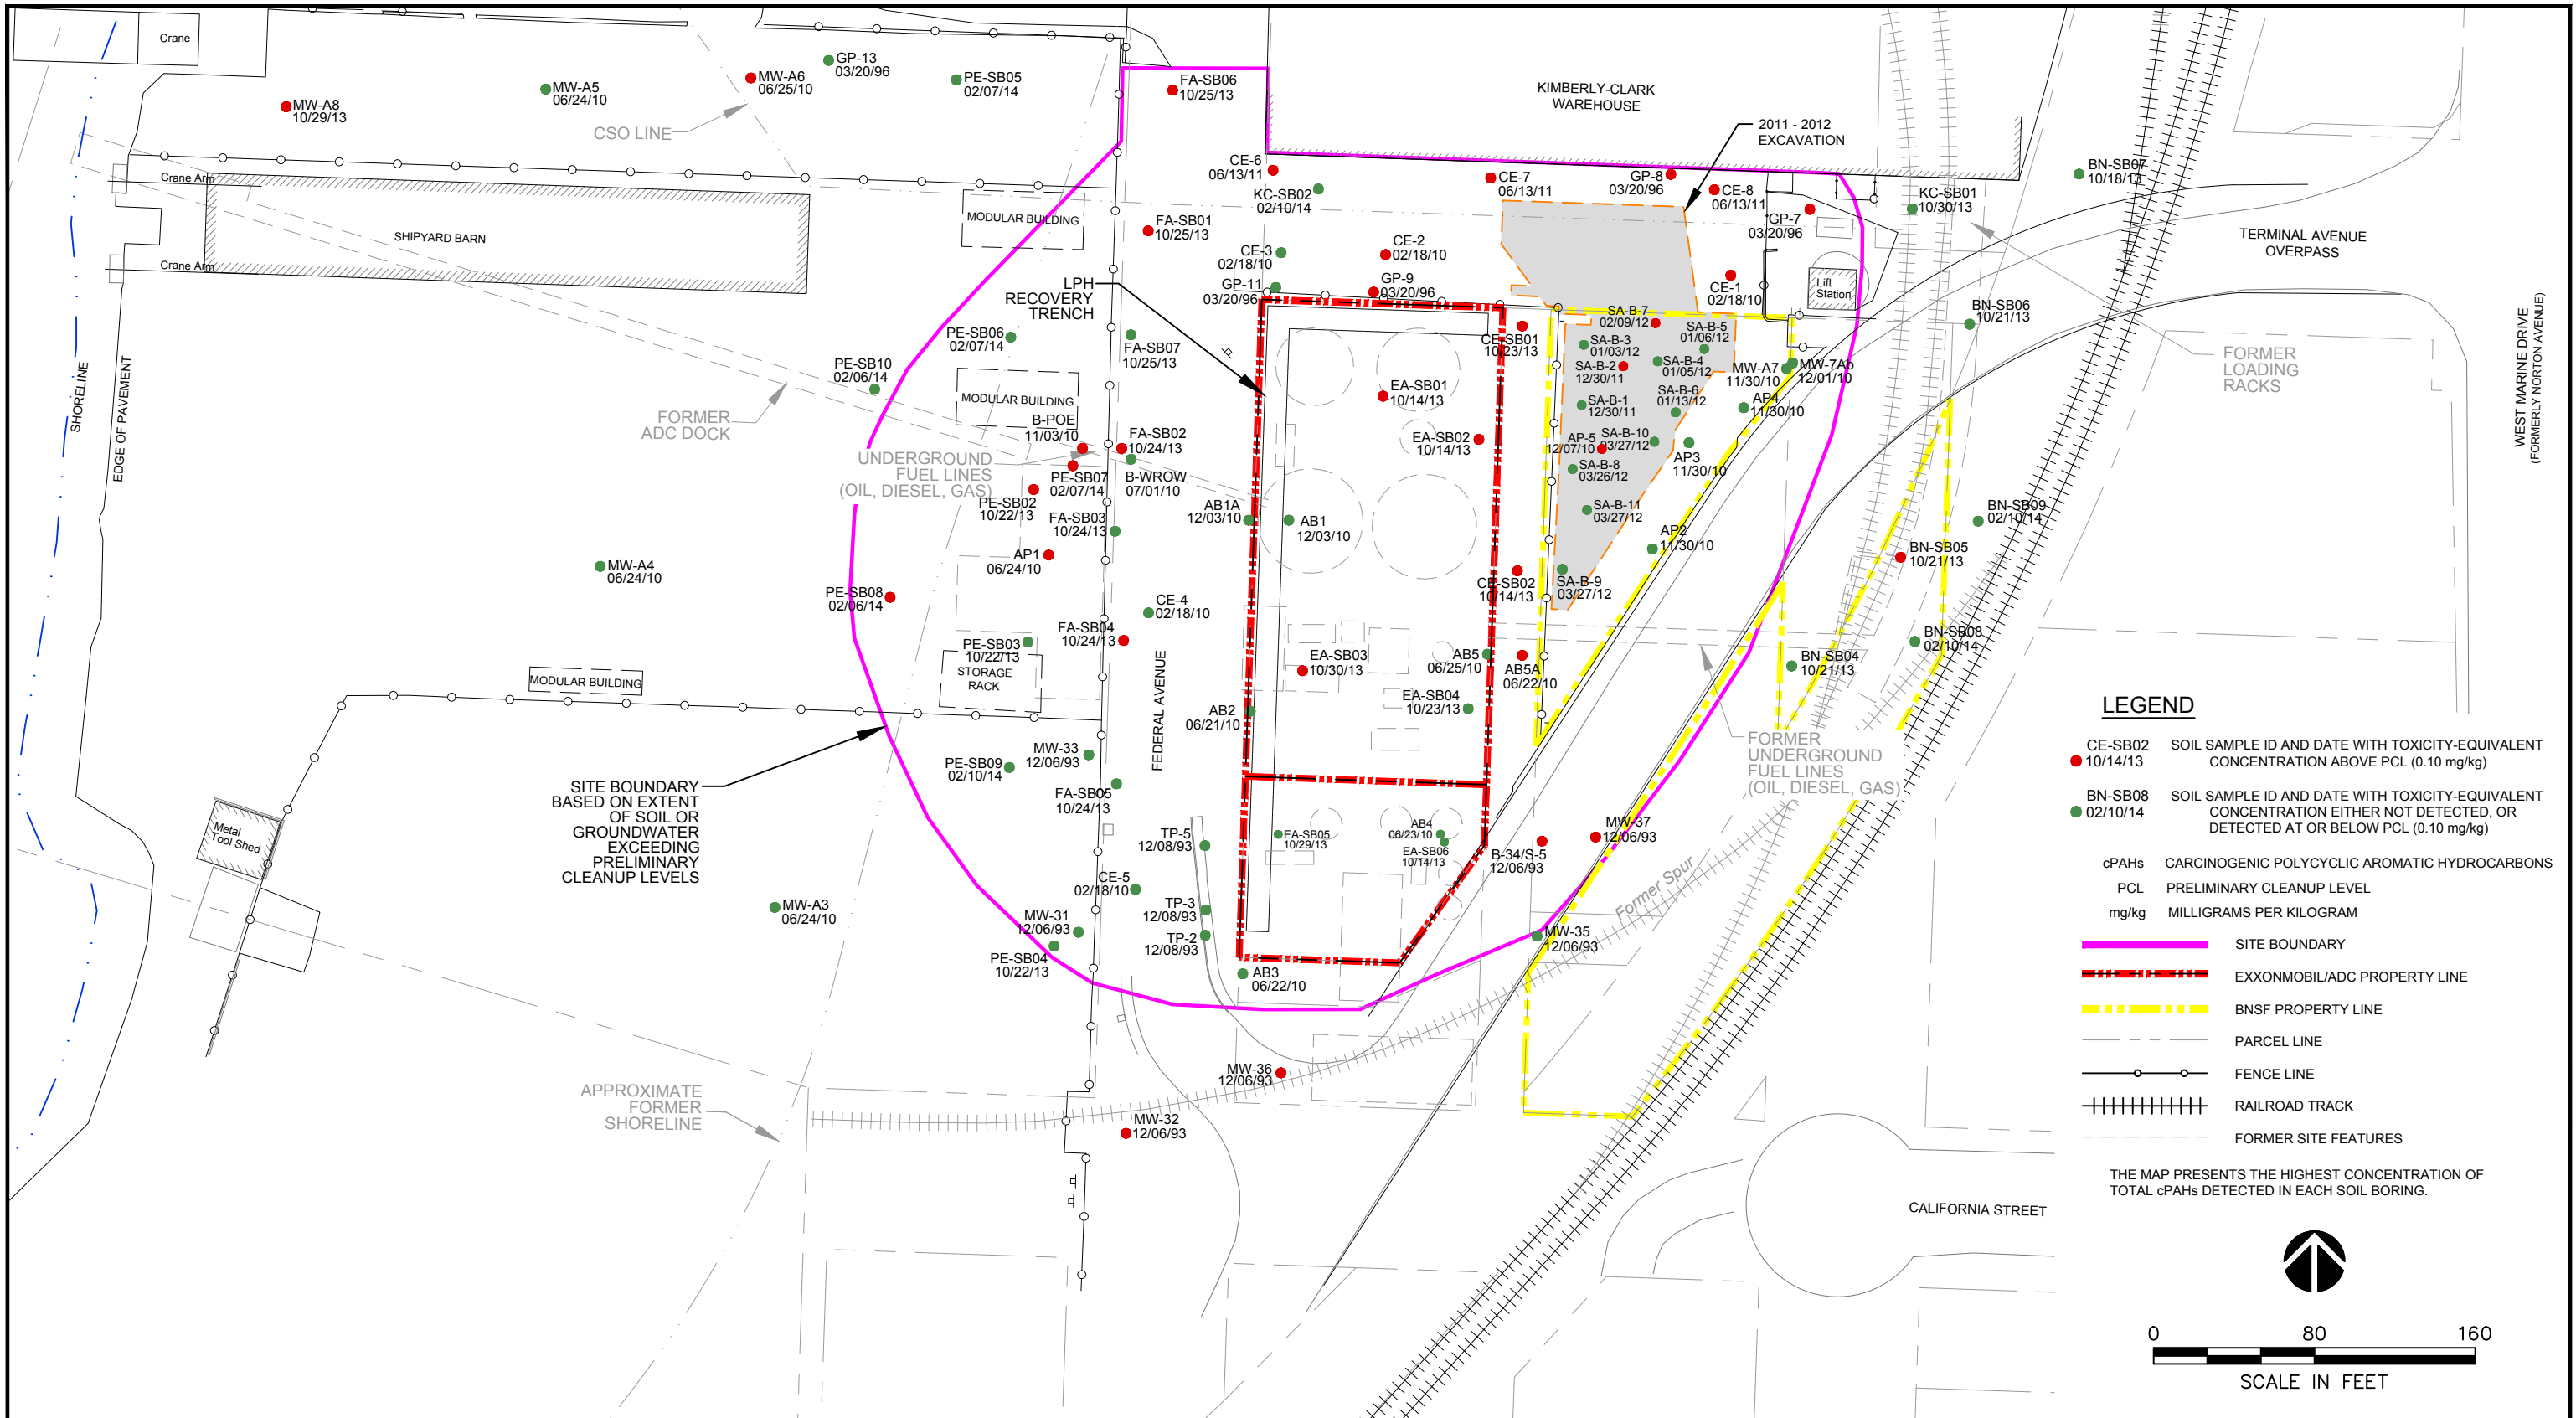 Crane
MW-A8
10/29/13
MW-A5
06/24/10
MW-A6
06/25/10
GP-13
03/20/96
PE-SB05
02/07/14
CSO LINE
FA-SB06
10/25/13
KIMBERLY-CLARK
WAREHOUSE
2011 - 2012
EXCAVATION
BN-SB07
10/18/13
Crane Arm
SHIPYARD BARN
Crane Arm
MODULAR BUILDING
FA-SB01
10/25/13
CE-6
06/13/11
KC-SB02
02/10/14
CE-7
06/13/11
GP-8
03/20/96
CE-8
06/13/11
GP-7
03/20/96
KC-SB01
10/30/13
TERMINAL AVENUE
OVERPASS
CE-3
02/18/10
GP-11
03/20/96
CE-2
02/18/10
GP-9
03/20/96
CE-1
02/18/10
Lift
Station
LPH
RECOVERY
TRENCH
BN-SB06
10/21/13
FORMER
LOADING
RACKS
WEST MARINE DRIVE
(FORMERLY NORTON AVENUE)
SHORELINE
EDGE OF PAVEMENT
PE-SB06
02/07/14
FA-SB07
10/25/13
PE-SB10
02/06/14
MODULAR BUILDING
FORMER
ADC DOCK
CE-SB01
10/23/13
SA-B-7
02/09/12
SA-B-3
01/03/12
SA-B-5
01/06/12
SA-B-4
01/05/12
SA-B-2
12/30/11
SA-B-6
01/13/12
SA-B-1
12/30/11
MW-A7
11/30/10
MW-7Ab
12/01/10
AP4
11/30/10
EA-SB01
10/14/13
EA-SB02
10/14/13
B-POE
11/03/10
FA-SB02
10/24/13
B-WROW
07/01/10
UNDERGROUND
FUEL LINES
(OIL, DIESEL, GAS)
PE-SB07
02/07/14
PE-SB02
10/22/13
FA-SB03
10/24/13
AP-5
12/07/10
SA-B-10
03/27/12
SA-B-8
03/26/12
AP3
11/30/10
SA-B-11
03/27/12
AP2
11/30/10
AB1A
12/03/10
AB1
12/03/10
AP1
06/24/10
MW-A4
06/24/10
PE-SB08
02/06/14
CE-4
02/18/10
FA-SB04
10/24/13
PE-SB03
10/22/13
STORAGE
RACK
FEDERAL AVENUE
CE-SB02
10/14/13
SA-B-9
03/27/12
BN-SB09
02/10/14
BN-SB05
10/21/13
BN-SB08
02/10/14
BN-SB04
10/21/13
EA-SB03
10/30/13
AB5
06/25/10
AB5A
06/22/10
EA-SB04
10/23/13
AB2
06/21/10
MODULAR BUILDING
FORMER
UNDERGROUND
FUEL LINES
(OIL, DIESEL, GAS)
MW-33
12/06/93
PE-SB09
02/10/14
FA-SB05
10/24/13
SITE BOUNDARY
BASED ON EXTENT
OF SOIL OR
GROUNDWATER
EXCEEDING
PRELIMINARY
CLEANUP LEVELS
Metal
Tool Shed
TP-5
12/08/93
EA-SB05
10/29/13
AB4
06/23/10
EA-SB06
10/14/13
B-34/S-5
12/06/93
MW-37
12/06/93
Former Spur
CE-5
02/18/10
MW-A3
06/24/10
MW-31
12/06/93
TP-3
12/08/93
TP-2
12/08/93
PE-SB04
10/22/13
AB3
06/22/10
MW-35
12/06/93
MW-36
12/06/93
APPROXIMATE
FORMER
SHORELINE
MW-32
12/06/93
CALIFORNIA STREET
LEGEND
CE-SB02 SOIL SAMPLE ID AND DATE WITH TOXICITY-EQUIVALENT
10/14/13 CONCENTRATION ABOVE PCL (0.10 mg/kg)
BN-SB08 SOIL SAMPLE ID AND DATE WITH TOXICITY-EQUIVALENT
02/10/14 CONCENTRATION EITHER NOT DETECTED, OR
DETECTED AT OR BELOW PCL (0.10 mg/kg)
cPAHs CARCINOGENIC POLYCYCLIC AROMATIC HYDROCARBONS
PCL PRELIMINARY CLEANUP LEVEL
mg/kg MILLIGRAMS PER KILOGRAM
SITE BOUNDARY
EXXONMOBIL/ADC PROPERTY LINE
BNSF PROPERTY LINE
PARCEL LINE
FENCE LINE
RAILROAD TRACK
FORMER SITE FEATURES
THE MAP PRESENTS THE HIGHEST CONCENTRATION OF
TOTAL cPAHs DETECTED IN EACH SOIL BORING.
0 80 160
SCALE IN FEET